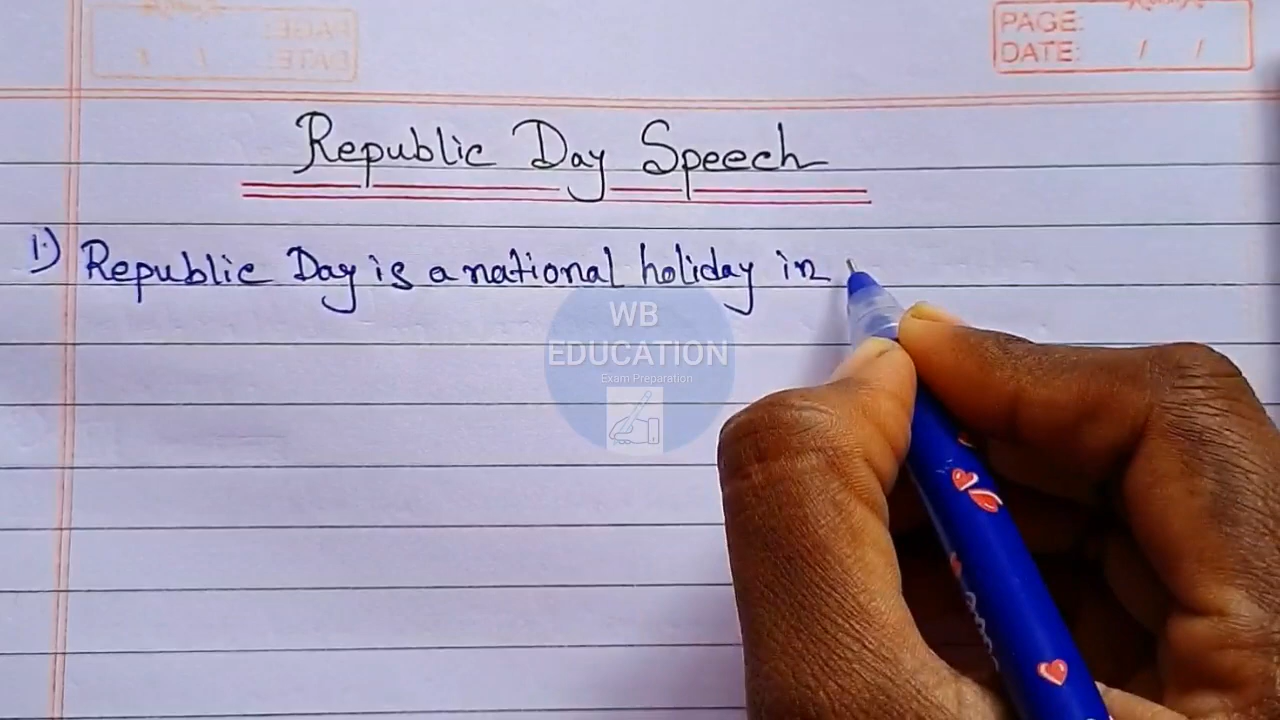 PAGE:
DATE: / /
Republic Day Speech
1.) Republic Day is a national holiday in
WB
EDUCATION
Exam Preparation